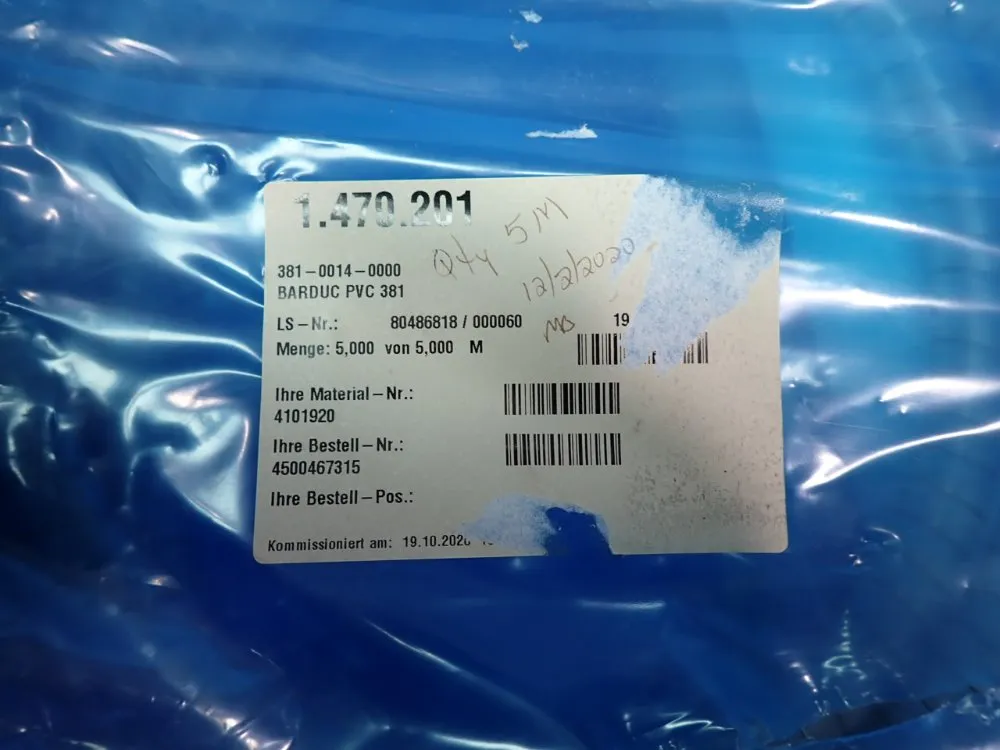 1.470.201
Qty 5M
381-0014-0000
BARDUC PVC 381
12/2/2020
LS-Nr.: 80486818 / 000060
MB
19
Menge: 5,000 von 5,000 M
Ihre Material-Nr.:
4101920
Ihre Bestell-Nr.:
4500467315
Ihre Bestell-Pos.:
Kommissioniert am: 19.10.2020